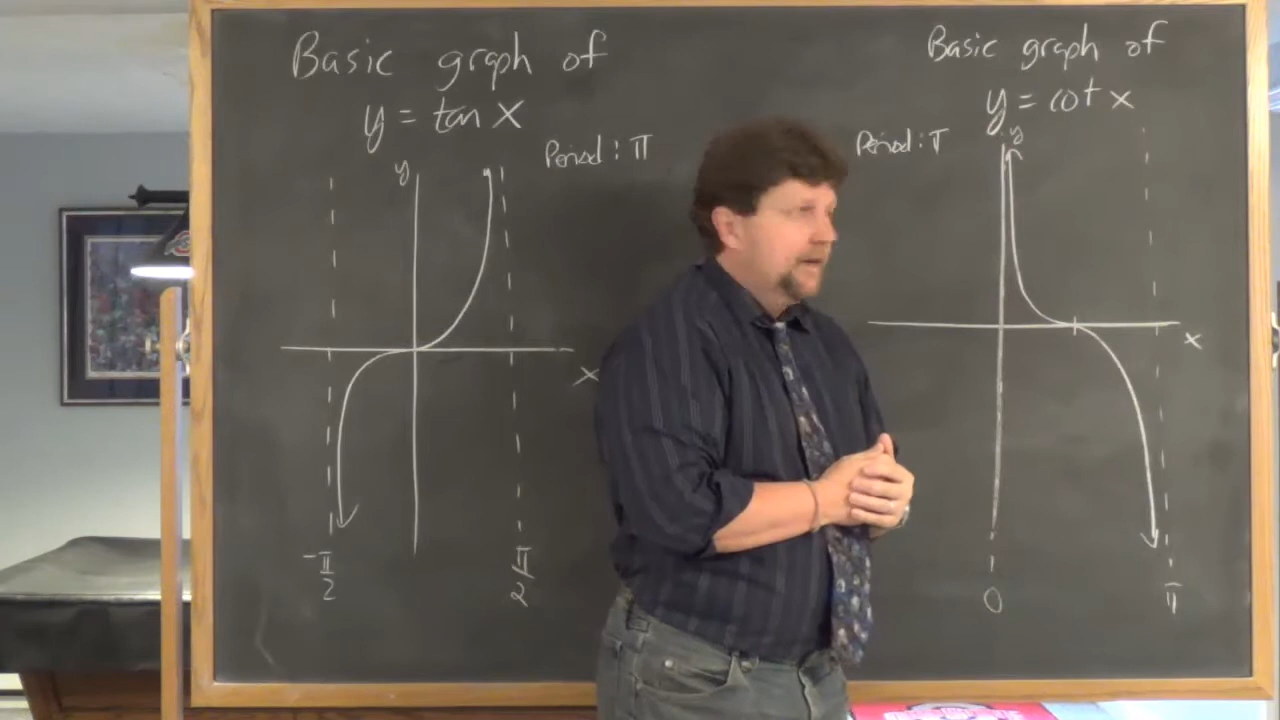 Basic graph of
y = tan x
Period: π
y
x
-π/2
π/2
Basic graph of
y = cot x
Period: π
y
x
0
π